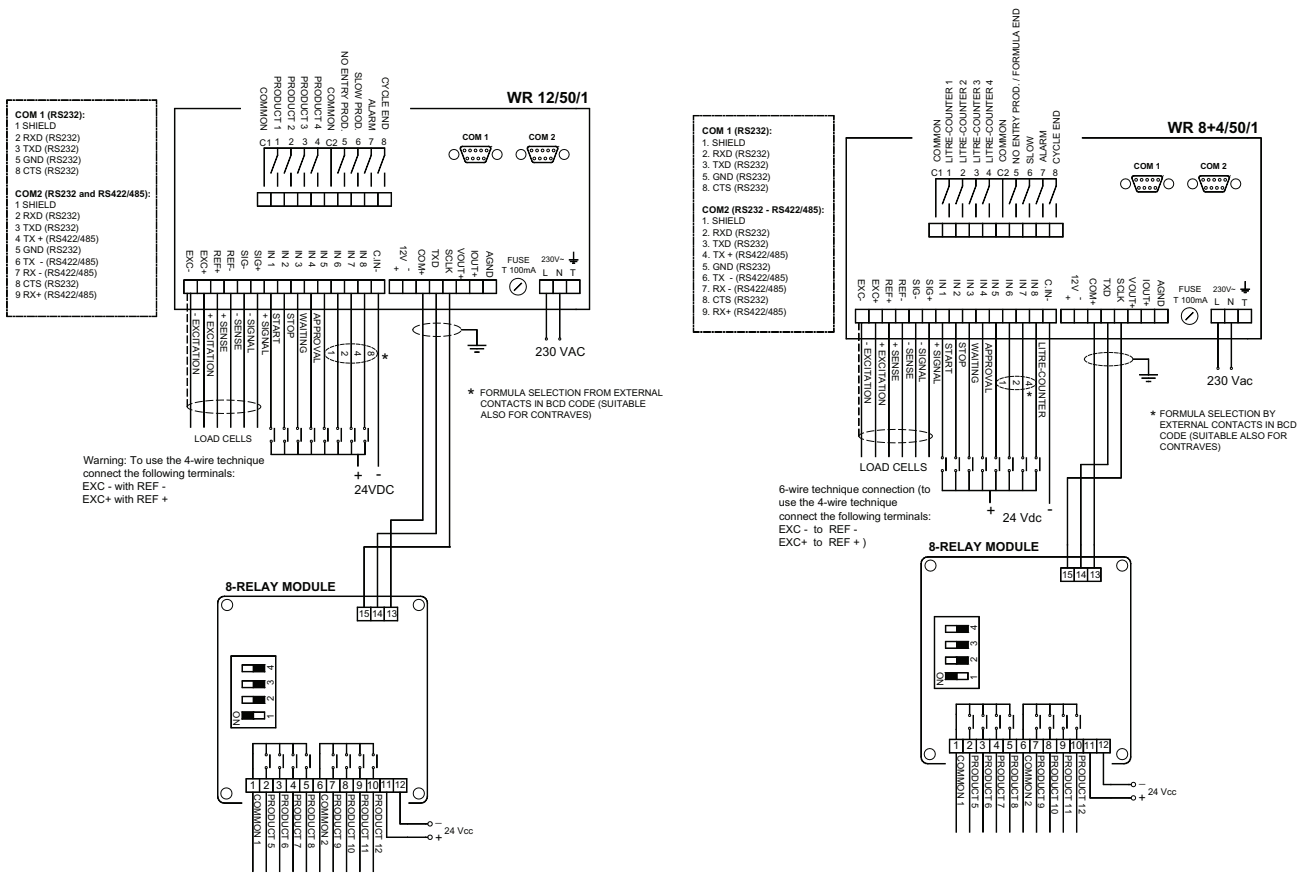 WR 12/50/1
COM 1 (RS232):
1 SHIELD
2 RXD (RS232)
3 TXD (RS232)
5 GND (RS232)
8 CTS (RS232)
COM2 (RS232 and RS422/485):
1 SHIELD
2 RXD (RS232)
3 TXD (RS232)
4 TX + (RS422/485)
5 GND (RS232)
6 TX - (RS422/485)
7 RX - (RS422/485)
8 CTS (RS232)
9 RX+ (RS422/485)
COMMON
PRODUCT 1
PRODUCT 2
PRODUCT 3
PRODUCT 4
COMMON
NO ENTRY PROD.
SLOW PROD.
ALARM
CYCLE END
C1 1 2 3 4 C2 5 6 7 8
COM 1
COM 2
EXC-
EXC+
REF+
REF-
SIG-
SIG+
IN 1
IN 2
IN 3
IN 4
IN 5
IN 6
IN 7
IN 8
C.IN-
+
12V
-
COM+
TXD
SCLK
VOUT+
IOUT+
AGND
FUSE
T 100mA
230V~
L N T
- EXCITATION
+ EXCITATION
+ SENSE
- SENSE
- SIGNAL
+ SIGNAL
START
STOP
WAITING
APPROVAL
1
2
4
8
*
230 VAC
* FORMULA SELECTION FROM EXTERNAL
CONTACTS IN BCD CODE (SUITABLE
ALSO FOR CONTRAVES)
LOAD CELLS
+ -
24VDC
Warning: To use the 4-wire technique
connect the following terminals:
EXC - with REF -
EXC+ with REF +
8-RELAY MODULE
15 14 13
4
3
2
1
ON
1 2 3 4 5 6 7 8 9 10 11 12
COMMON 1
PRODUCT 5
PRODUCT 6
PRODUCT 7
PRODUCT 8
COMMON 2
PRODUCT 9
PRODUCT 10
PRODUCT 11
PRODUCT 12
-
+
24 Vcc
WR 8+4/50/1
COM 1 (RS232):
1. SHIELD
2. RXD (RS232)
3. TXD (RS232)
5. GND (RS232)
8. CTS (RS232)
COM2 (RS232 - RS422/485):
1. SHIELD
2. RXD (RS232)
3. TXD (RS232)
4. TX + (RS422/485)
5. GND (RS232)
6. TX - (RS422/485)
7. RX - (RS422/485)
8. CTS (RS232)
9. RX+ (RS422/485)
COMMON
LITRE-COUNTER 1
LITRE-COUNTER 2
LITRE-COUNTER 3
LITRE-COUNTER 4
COMMON
NO ENTRY PROD. / FORMULA END
SLOW
ALARM
CYCLE END
C1 1 2 3 4 C2 5 6 7 8
COM 1
COM 2
EXC-
EXC+
REF+
REF-
SIG-
SIG+
IN 1
IN 2
IN 3
IN 4
IN 5
IN 6
IN 7
IN 8
C.IN-
+
12V
-
COM+
TXD
SCLK
VOUT+
IOUT+
AGND
FUSE
T 100mA
230V~
L N T
- EXCITATION
+ EXCITATION
+ SENSE
- SENSE
- SIGNAL
+ SIGNAL
START
STOP
WAITING
APPROVAL
1
2
4
*
LITRE-COUNTER
230 Vac
* FORMULA SELECTION BY
EXTERNAL CONTACTS IN BCD
CODE (SUITABLE ALSO FOR
CONTRAVES)
LOAD CELLS
+ 24 Vdc -
6-wire technique connection (to
use the 4-wire technique
connect the following terminals:
EXC - to REF -
EXC+ to REF + )
8-RELAY MODULE
15 14 13
4
3
2
1
ON
1 2 3 4 5 6 7 8 9 10 11 12
COMMON 1
PRODUCT 5
PRODUCT 6
PRODUCT 7
PRODUCT 8
COMMON 2
PRODUCT 9
PRODUCT 10
PRODUCT 11
PRODUCT 12
-
+
24 Vcc